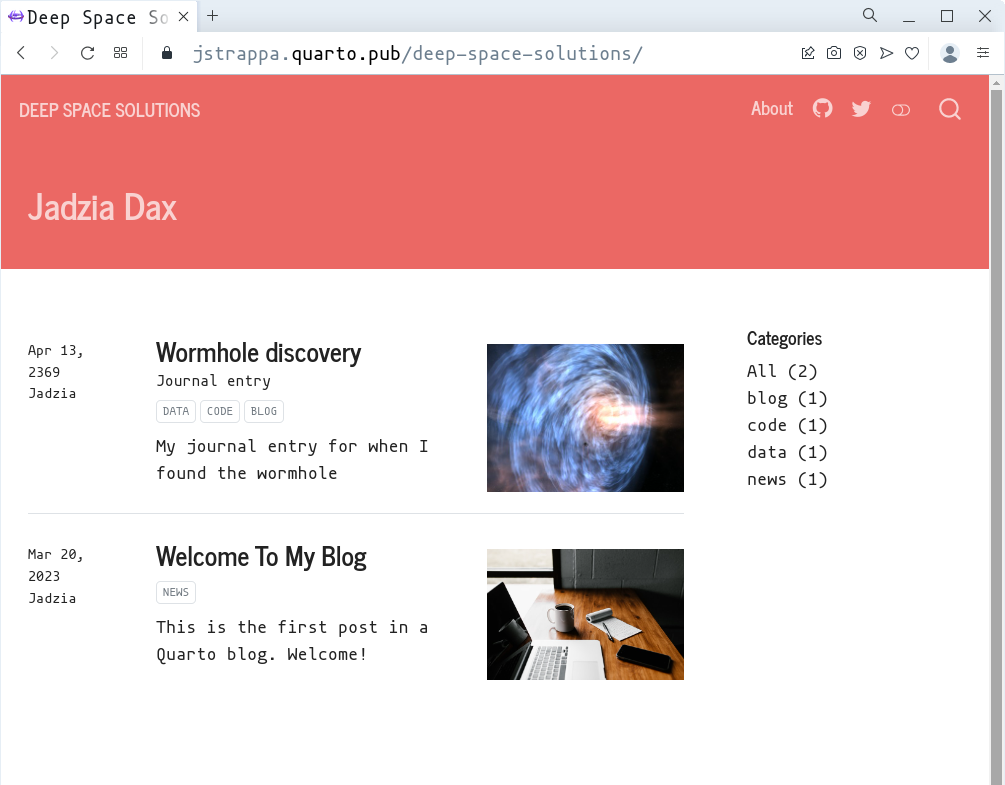 Deep Space So
jstrappa.quarto.pub/deep-space-solutions/
DEEP SPACE SOLUTIONS
About
Jadzia Dax
Apr 13,
2369
Jadzia
Wormhole discovery
Journal entry
DATA CODE BLOG
My journal entry for when I
found the wormhole
Mar 20,
2023
Jadzia
Welcome To My Blog
NEWS
This is the first post in a
Quarto blog. Welcome!
Categories
All (2)
blog (1)
code (1)
data (1)
news (1)